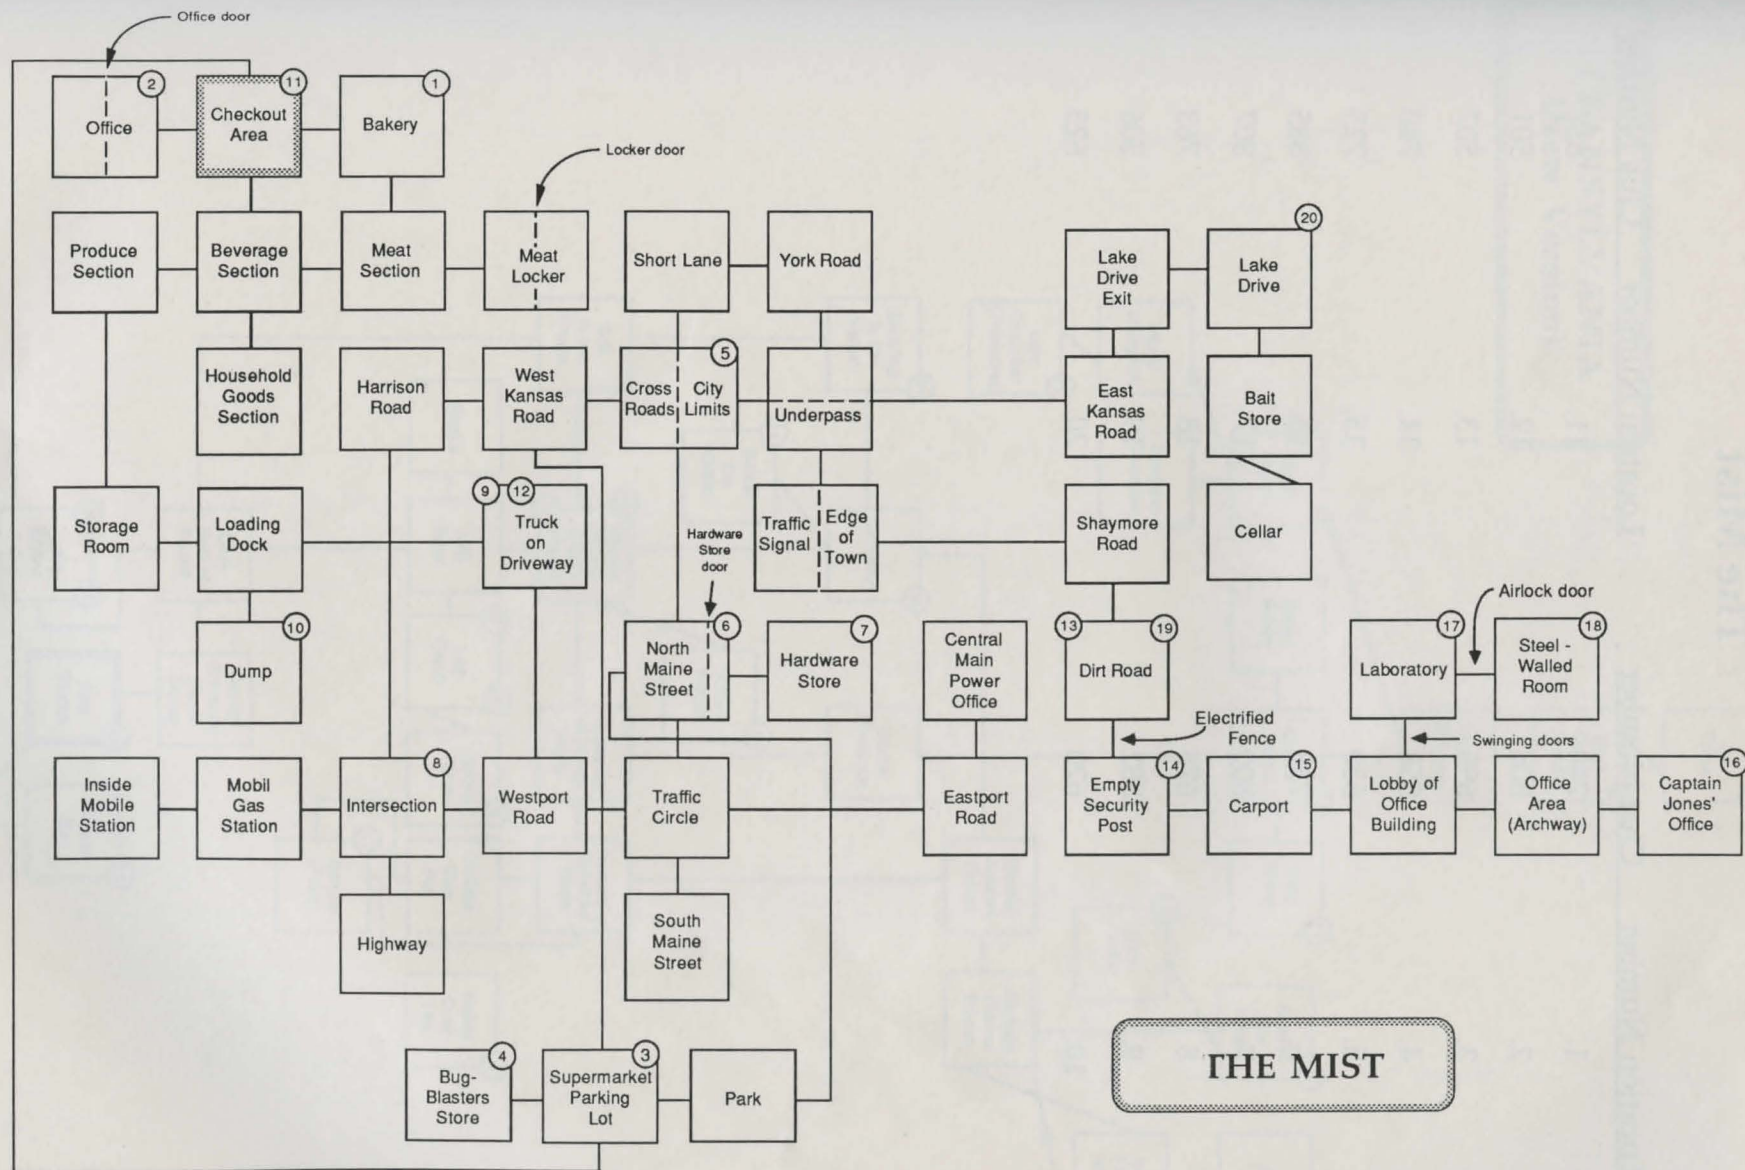 Office door
2
11
1
Office
Checkout
Area
Bakery
Locker door
20
Produce
Section
Beverage
Section
Meat
Section
Meat
Locker
Short Lane
York Road
Lake
Drive
Exit
Lake
Drive
5
Household
Goods
Section
Harrison
Road
West
Kansas
Road
Cross
Roads
City
Limits
Underpass
East
Kansas
Road
Bait
Store
9
12
Storage
Room
Loading
Dock
Truck
on
Driveway
Hardware
Store
door
Traffic
Signal
Edge
of
Town
Shaymore
Road
Cellar
Airlock door
10
6
7
13
19
17
18
Dump
North
Maine
Street
Hardware
Store
Central
Main
Power
Office
Dirt Road
Laboratory
Steel -
Walled
Room
Electrified
Fence
Swinging doors
8
14
15
16
Inside
Mobile
Station
Mobil
Gas
Station
Intersection
Westport
Road
Traffic
Circle
Eastport
Road
Empty
Security
Post
Carport
Lobby of
Office
Building
Office
Area
(Archway)
Captain
Jones'
Office
Highway
South
Maine
Street
4
3
Bug-
Blasters
Store
Supermarket
Parking
Lot
Park
THE MIST